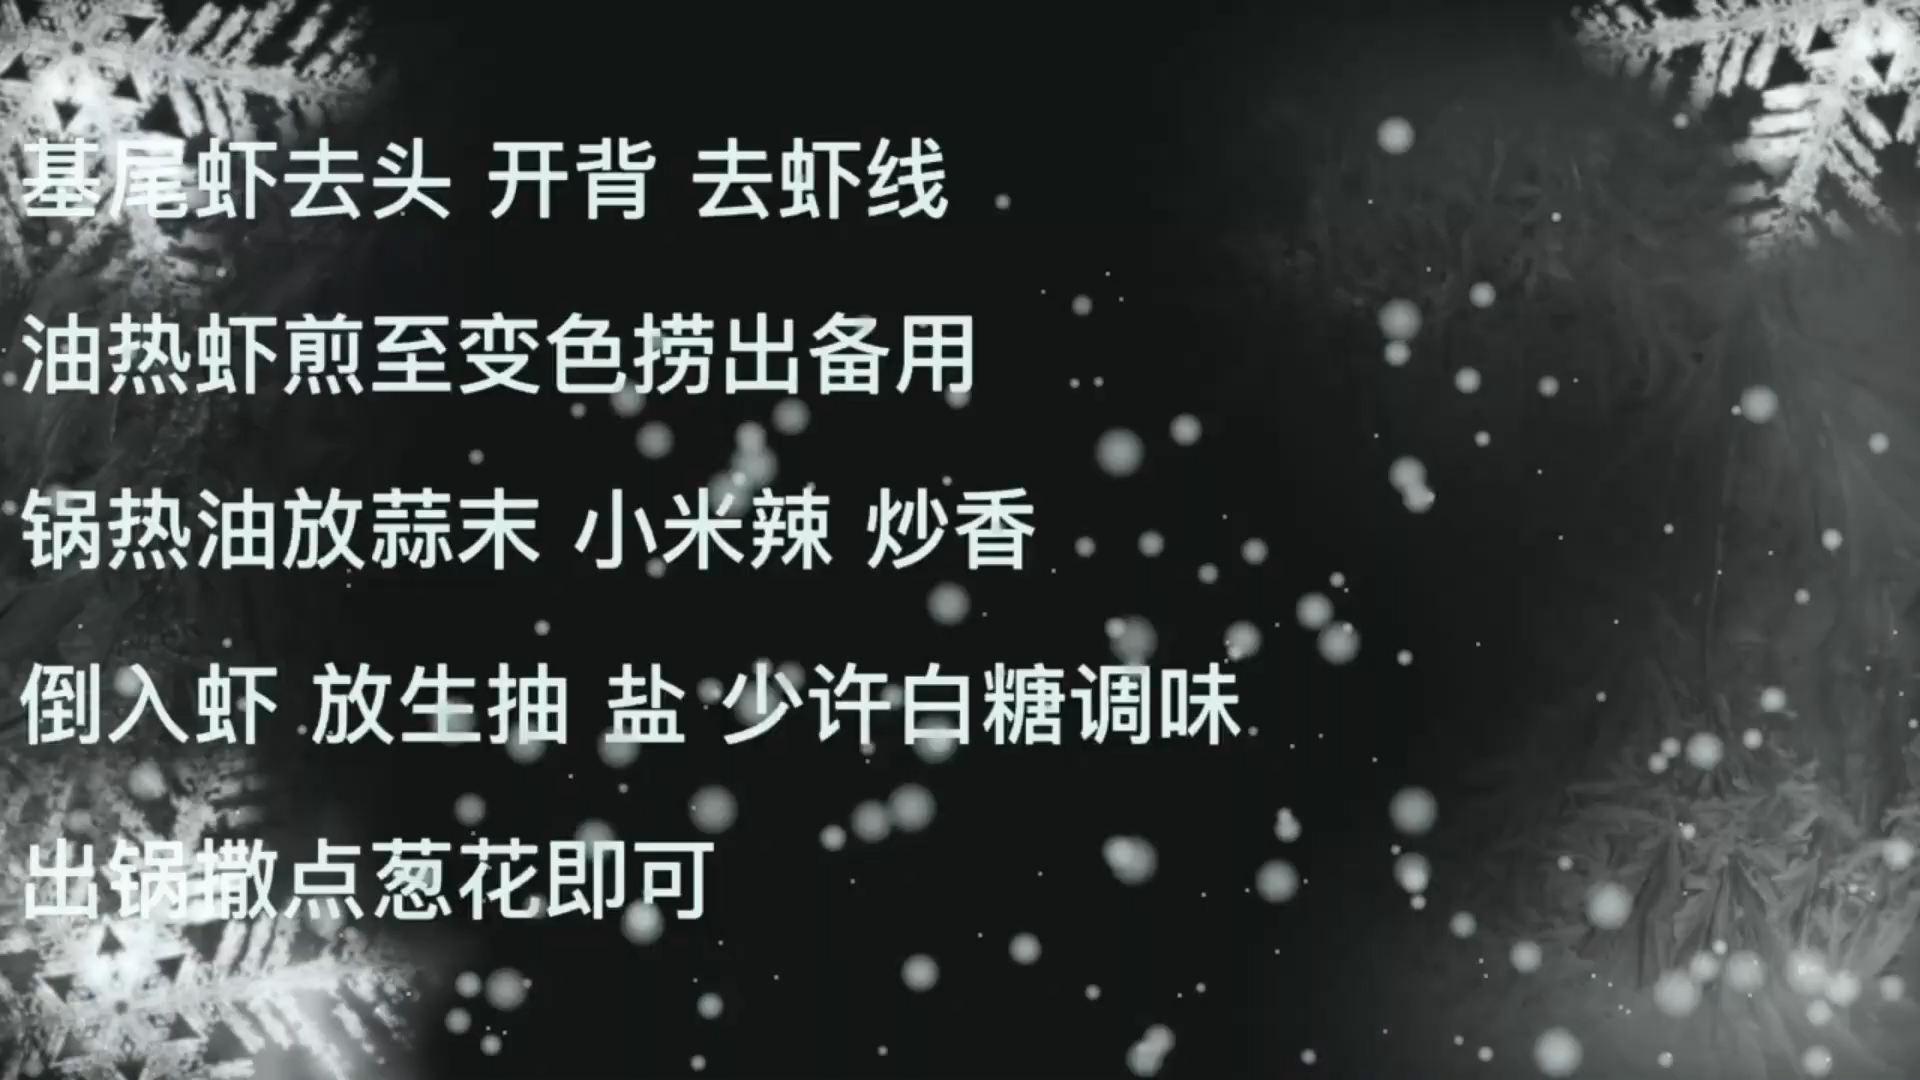 基尾虾去头 开背 去虾线
油热虾煎至变色捞出备用
锅热油放蒜末 小米辣 炒香
倒入虾 放生抽 盐 少许白糖调味
出锅撒点葱花即可